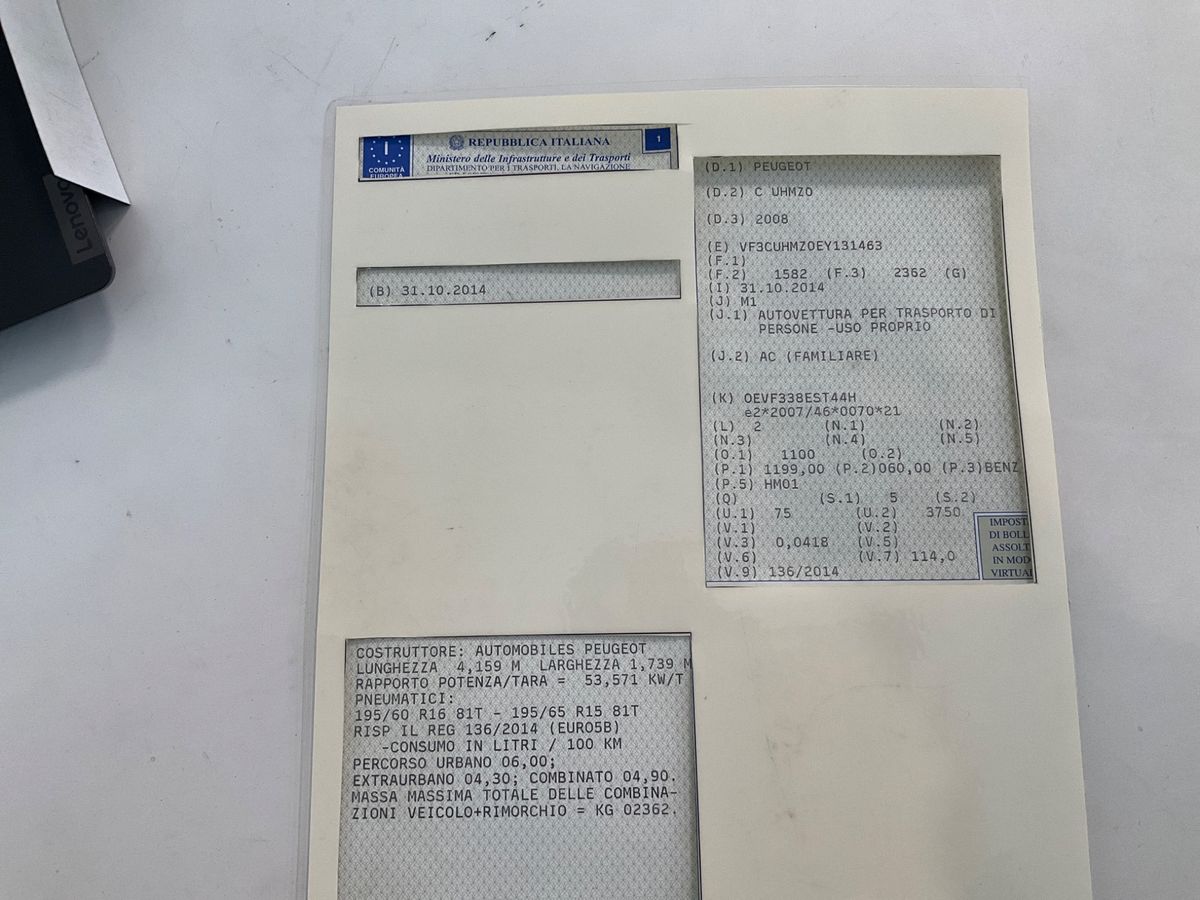 Lenovo
I
COMUNITÀ
EUROPEA
REPUBBLICA ITALIANA
1
Ministero delle Infrastrutture e dei Trasporti
DIPARTIMENTO PER I TRASPORTI, LA NAVIGAZIONE
(B) 31.10.2014
(D.1) PEUGEOT
(D.2) C UHMZ0
(D.3) 2008
(E) VF3CUHMZ0EY131463
(F.1)
(F.2) 1582 (F.3) 2362 (G)
(I) 31.10.2014
(J) M1
(J.1) AUTOVETTURA PER TRASPORTO DI
PERSONE -USO PROPRIO
(J.2) AC (FAMILIARE)
(K) OEVF338EST44H
e2*2007/46*0070*21
(L) 2 (N.1) (N.2)
(N.3) (N.4) (N.5)
(O.1) 1100 (O.2)
(P.1) 1199,00 (P.2)060,00 (P.3)BENZ
(P.5) HM01
(Q) (S.1) 5 (S.2)
(U.1) 75 (U.2) 3750
(V.1) (V.2)
(V.3) 0,0418 (V.5)
(V.6) (V.7) 114,0
(V.9) 136/2014
IMPOST
DI BOLL
ASSOLT
IN MOD
VIRTUA
COSTRUTTORE: AUTOMOBILES PEUGEOT
LUNGHEZZA 4,159 M LARGHEZZA 1,739 M
RAPPORTO POTENZA/TARA = 53,571 KW/T
PNEUMATICI:
195/60 R16 81T - 195/65 R15 81T
RISP IL REG 136/2014 (EURO5B)
-CONSUMO IN LITRI / 100 KM
PERCORSO URBANO 06,00;
EXTRAURBANO 04,30; COMBINATO 04,90.
MASSA MASSIMA TOTALE DELLE COMBINA-
ZIONI VEICOLO+RIMORCHIO = KG 02362.